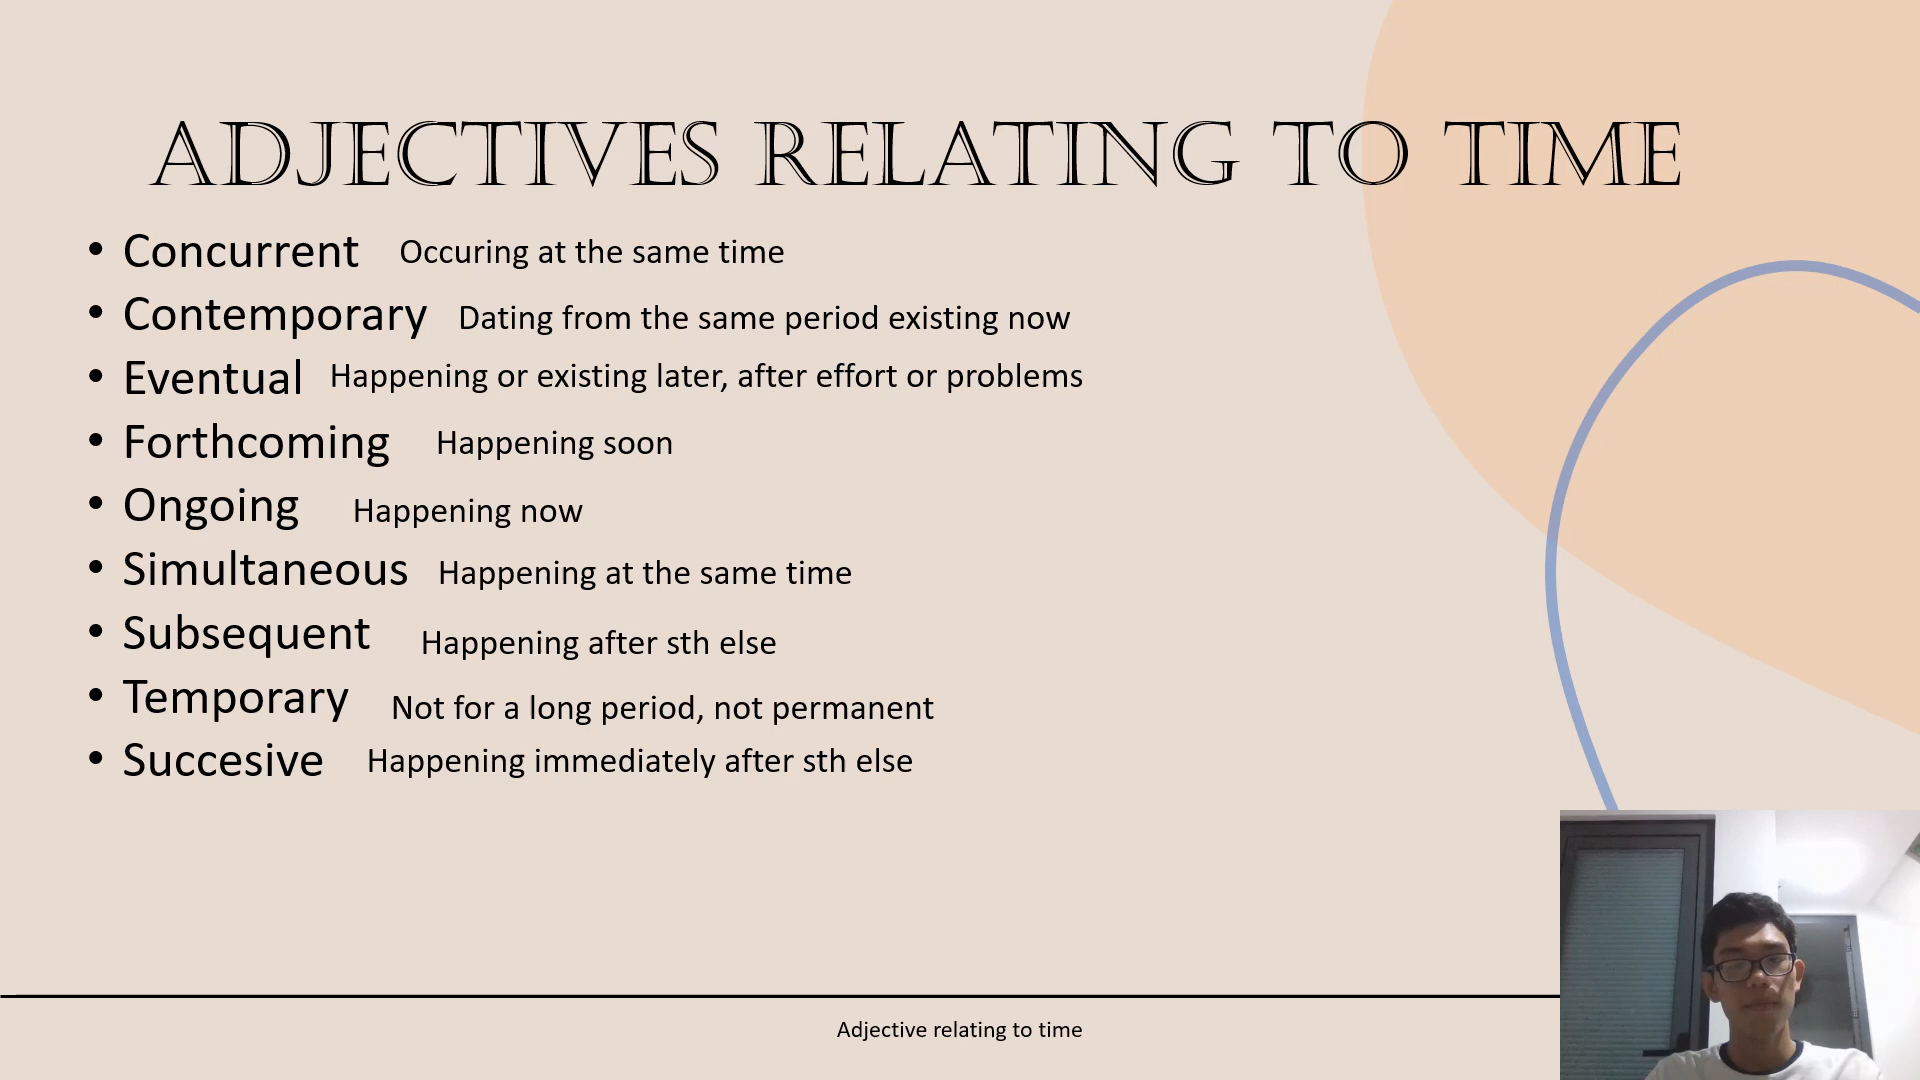 ADJECTIVES RELATING TO TIME
• Concurrent Occuring at the same time
• Contemporary Dating from the same period existing now
• Eventual Happening or existing later, after effort or problems
• Forthcoming Happening soon
• Ongoing Happening now
• Simultaneous Happening at the same time
• Subsequent Happening after sth else
• Temporary Not for a long period, not permanent
• Succesive Happening immediately after sth else
Adjective relating to time